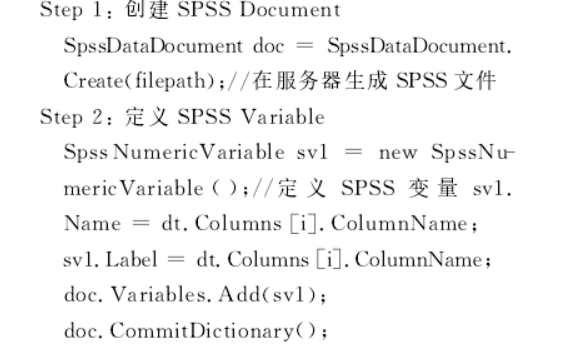 Step 1: 创建 SPSS Document
SpssDataDocument doc = SpssDataDocument.
Create(filepath);//在服务器生成 SPSS 文件
Step 2: 定义 SPSS Variable
Spss NumericVariable sv1 = new SpssNu-
mericVariable ();//定义 SPSS 变量 sv1.
Name = dt.Columns [i].ColumnName;
sv1.Label = dt.Columns [i].ColumnName;
doc.Variables.Add(sv1);
doc.CommitDictionary();